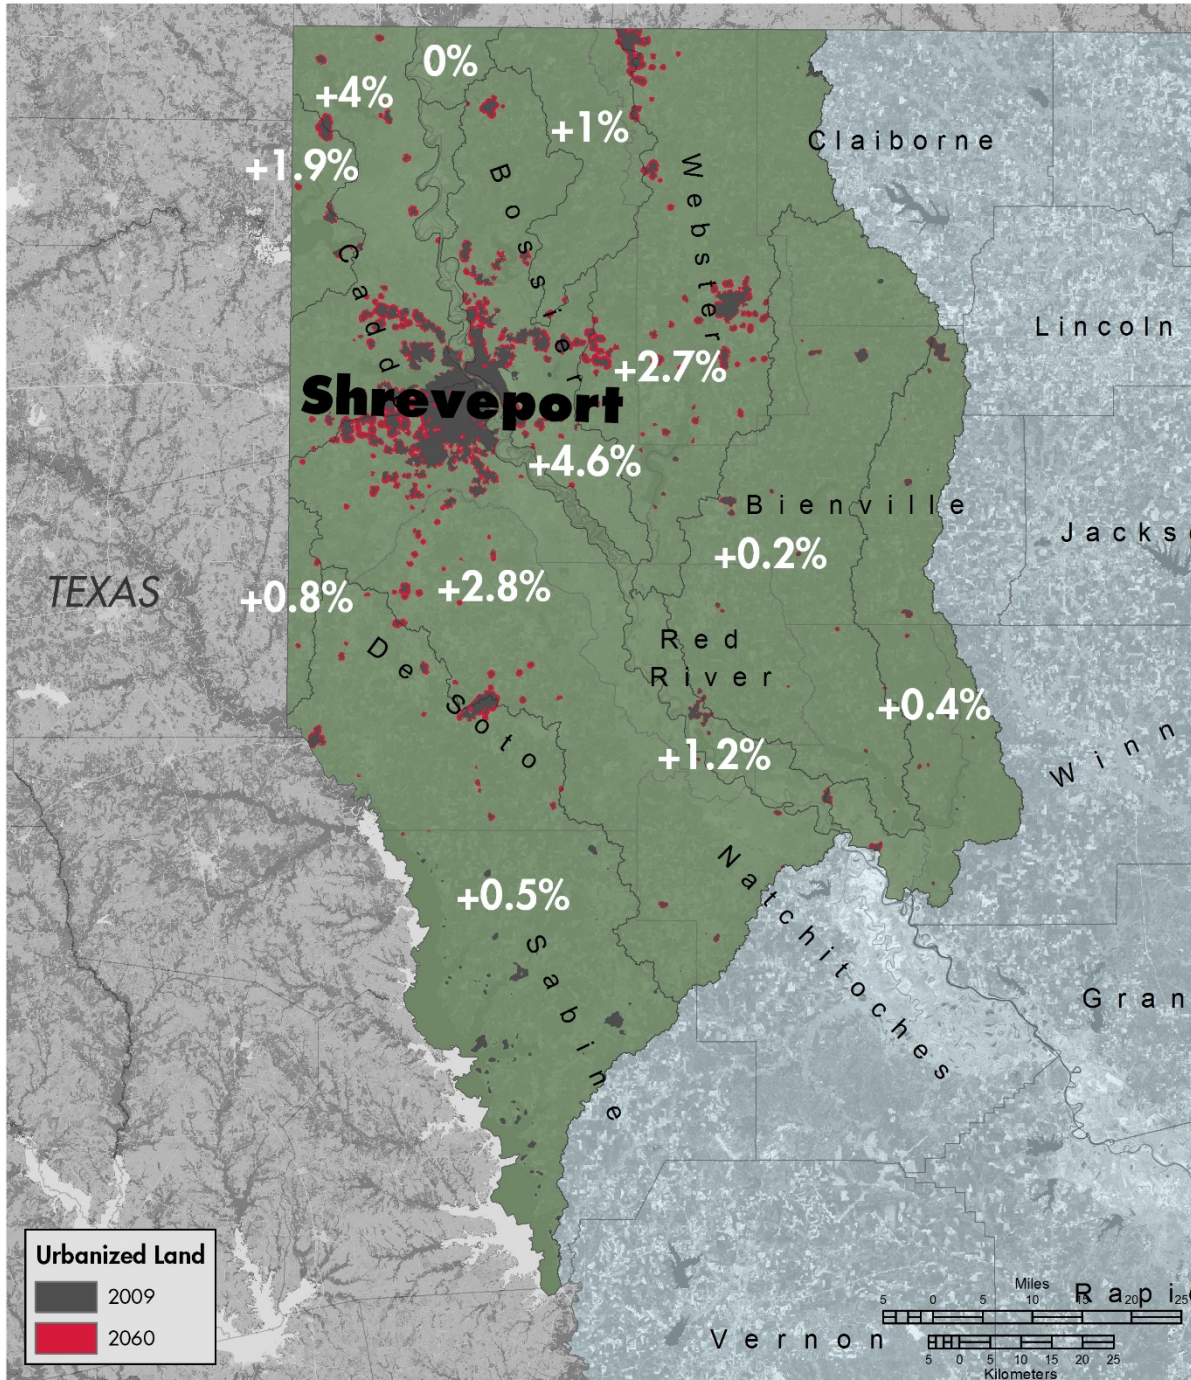 0%
+4%
+1%
+1.9%
Claiborne
Bossier
Webster
Caddo
Lincoln
+2.7%
Shreveport
+4.6%
Bienville
Jacks
+0.2%
TEXAS
+0.8%
+2.8%
Red
River
De Soto
+0.4%
+1.2%
Winn
Natchitoches
+0.5%
Sabine
Gran
Urbanized Land
2009
2060
Miles
5 0 5 10 15 20 25
Rapi
Vernon
5 0 5 10 15 20 25
Kilometers